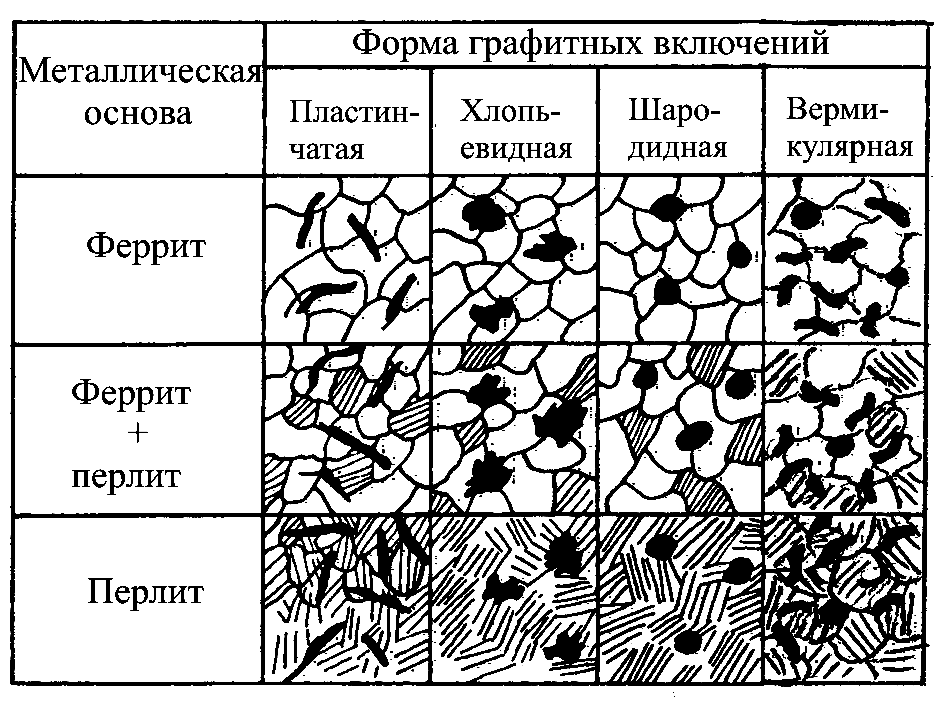 Металлическая
основа
Форма графитных включений
Пластин-
чатая
Хлопь-
евидная
Шаро-
дидная
Верми-
кулярная
Феррит
Феррит
+
перлит
Перлит